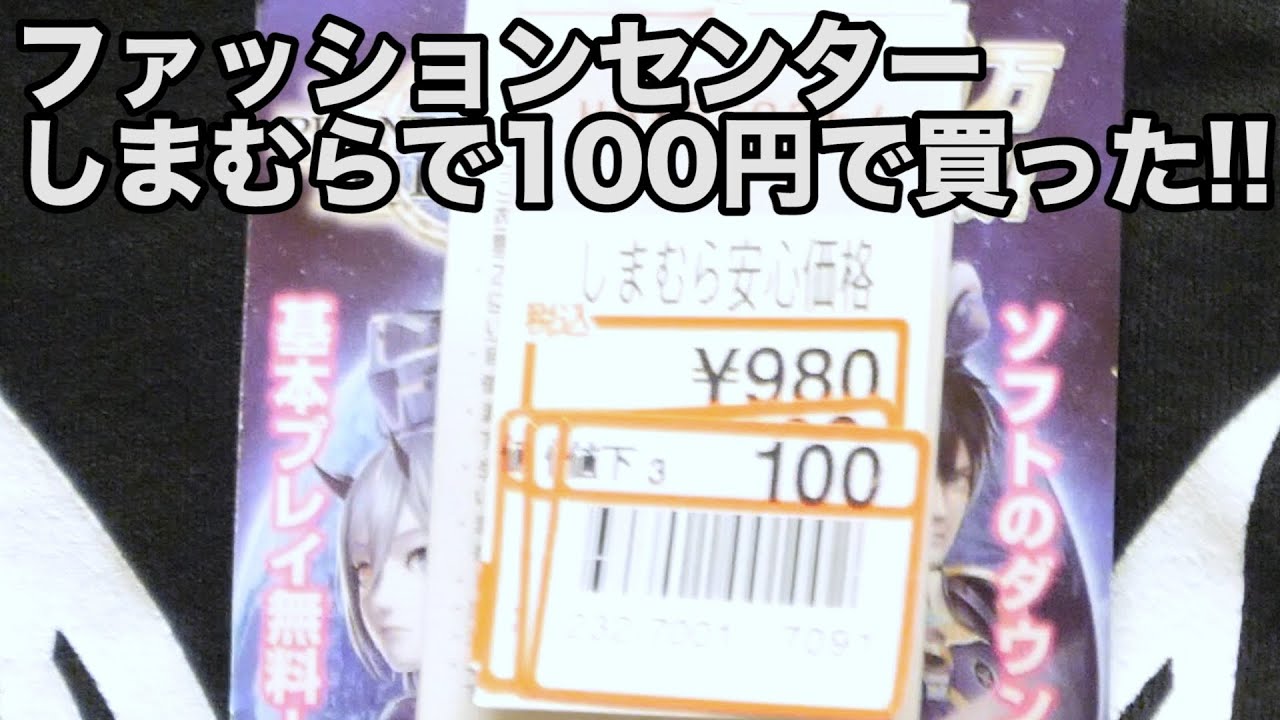 ファッションセンター
しまむらで100円で買った!!
しまむら安心価格
税込
¥980
値下 3
100
基本プレイ無料
ソフトのダウン